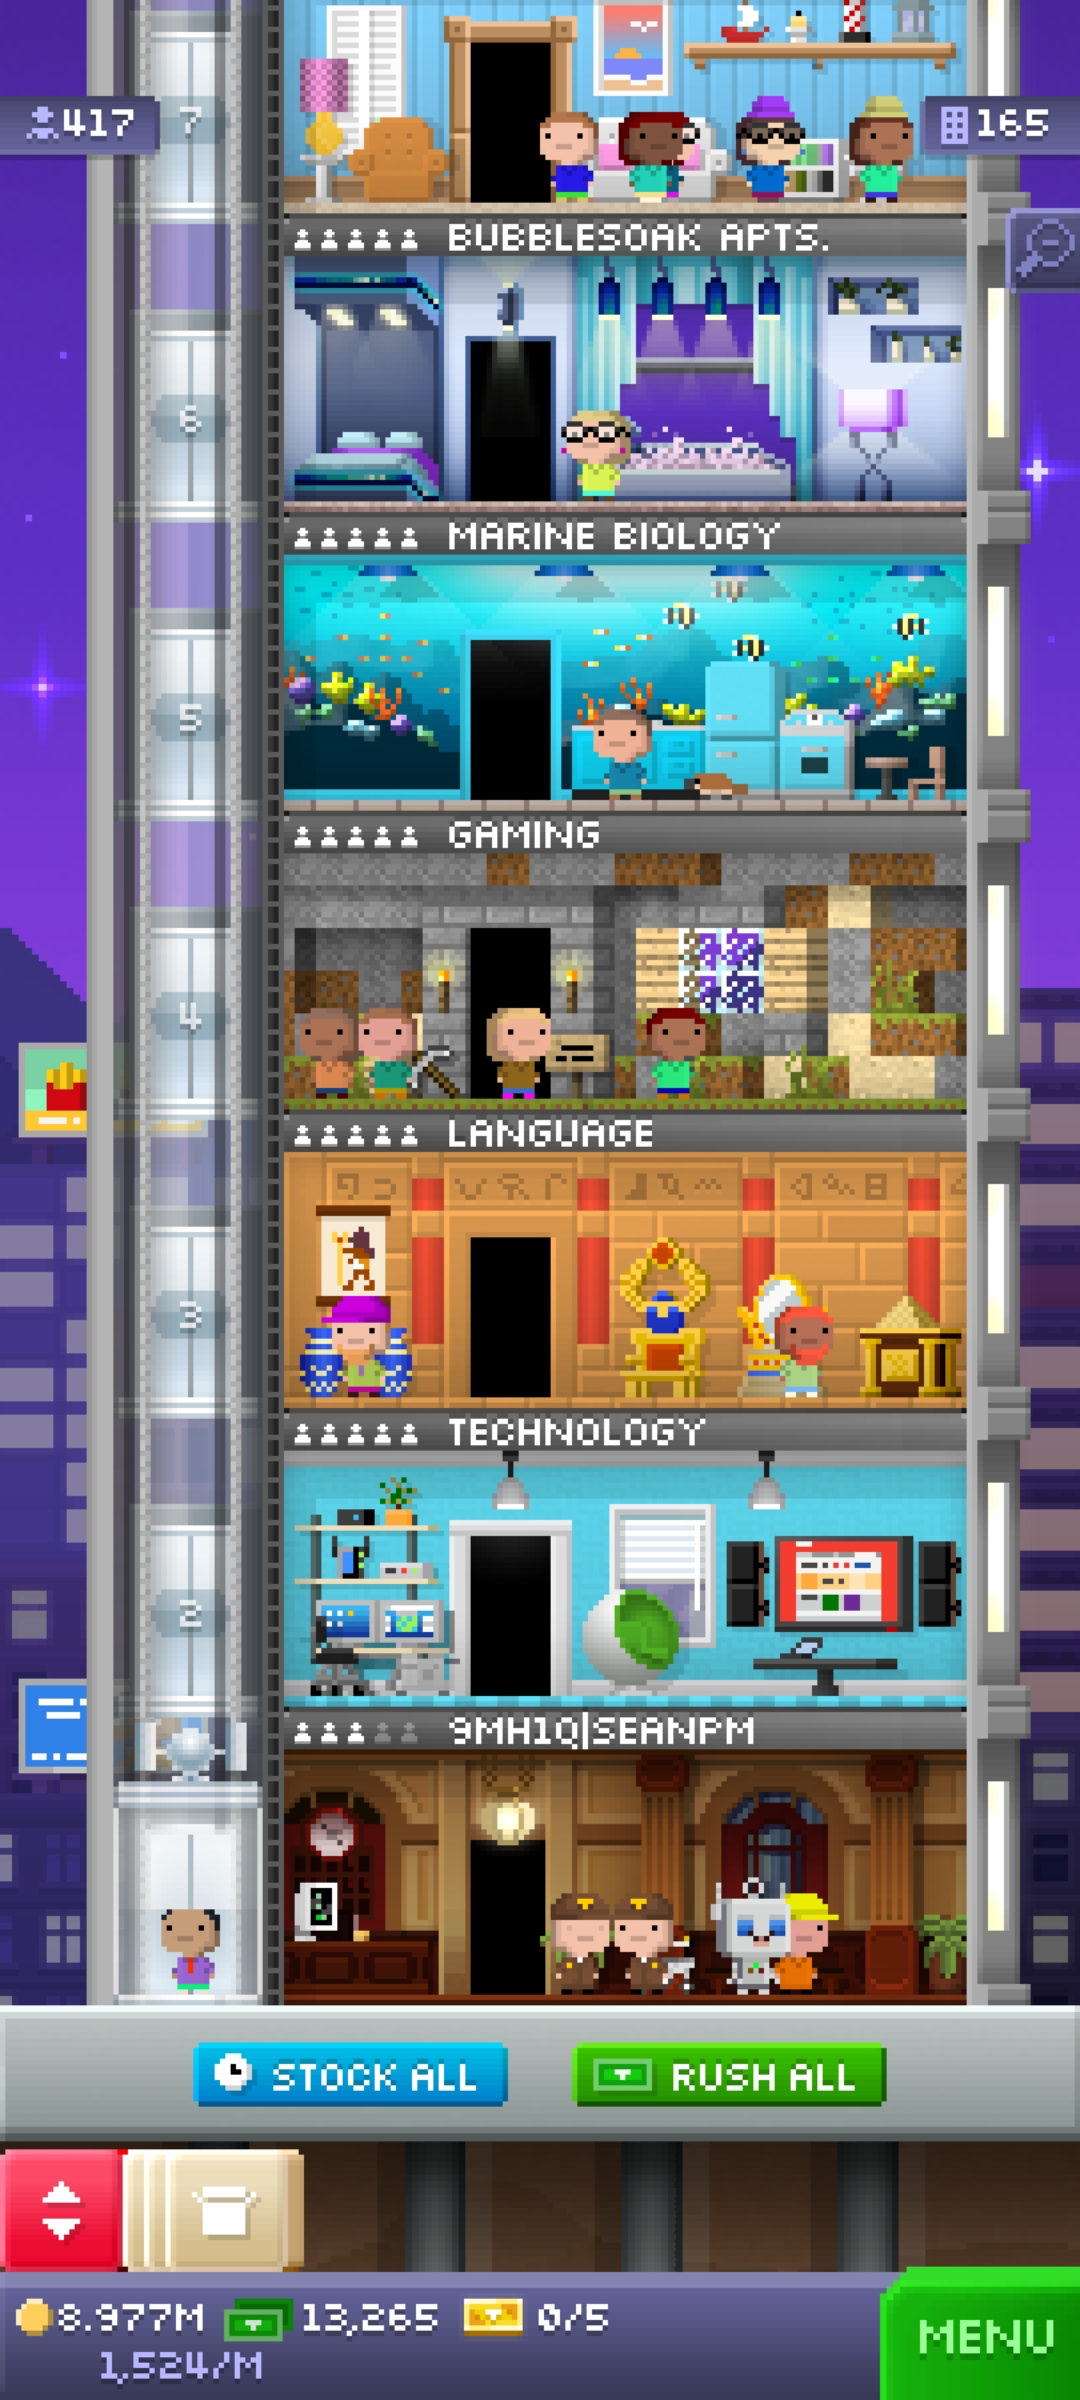 417
7
165
BUBBLESOAK APTS.
6
MARINE BIOLOGY
5
GAMING
4
LANGUAGE
3
TECHNOLOGY
2
9MH1Q|SEANPM
STOCK ALL
RUSH ALL
8.977M
13,265
0/5
1,524/M
MENU